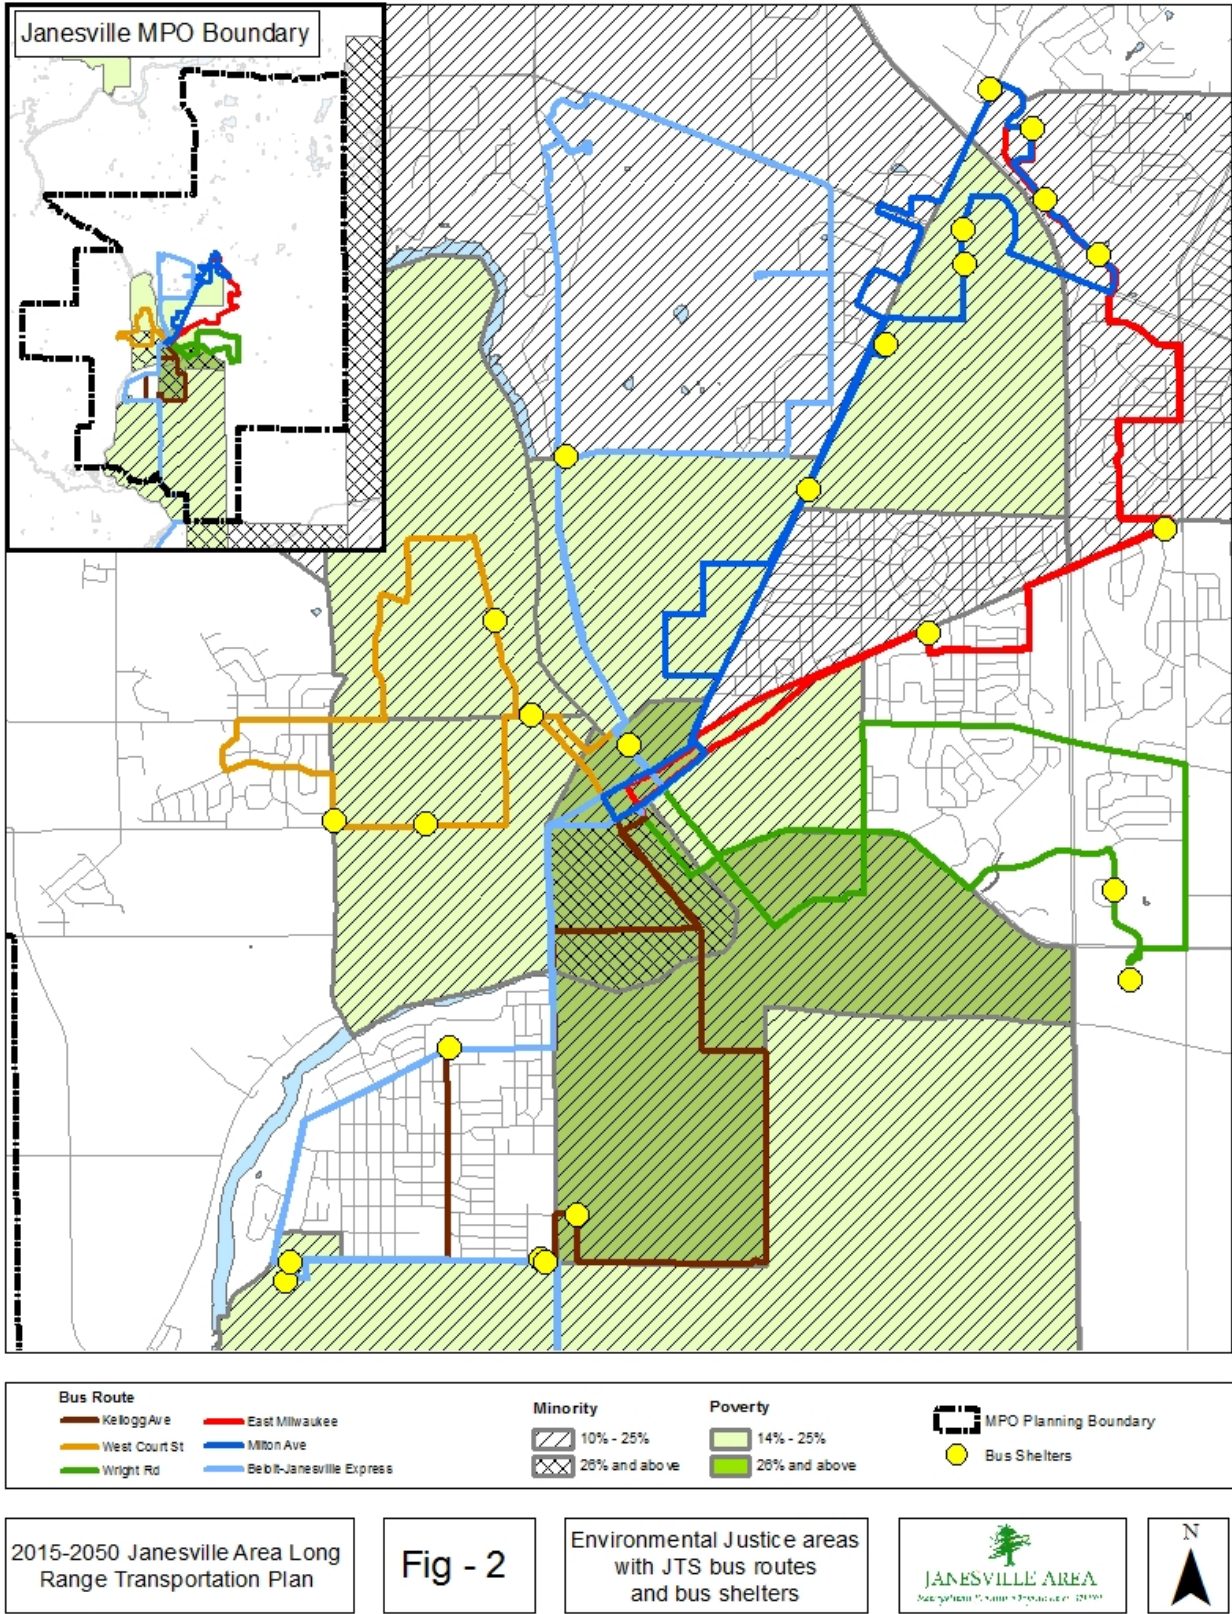 Janesville MPO Boundary
Bus Route
Kellogg Ave
West Court St
Wright Rd
East Milwaukee
Milton Ave
Beloit-Janesville Express
Minority
10% - 25%
26% and above
Poverty
14% - 25%
26% and above
MPO Planning Boundary
Bus Shelters
2015-2050 Janesville Area Long
Range Transportation Plan
Fig - 2
Environmental Justice areas
with JTS bus routes
and bus shelters
JANESVILLE AREA
N